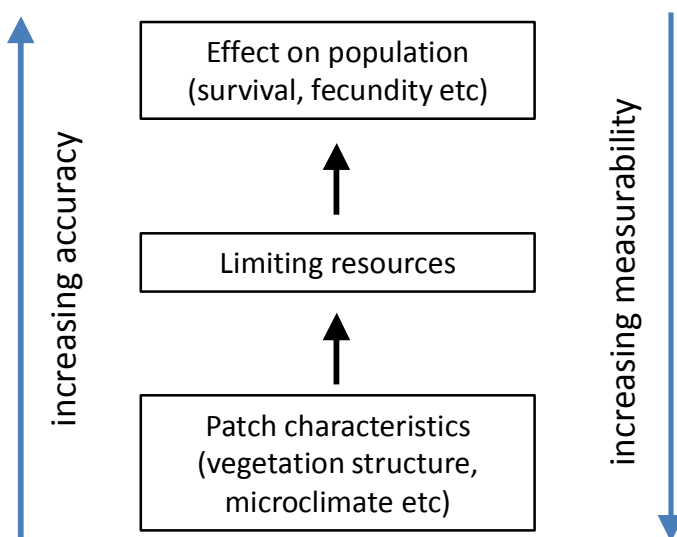 Effect on population
(survival, fecundity etc)
increasing accuracy
increasing measurability
Limiting resources
Patch characteristics
(vegetation structure,
microclimate etc)